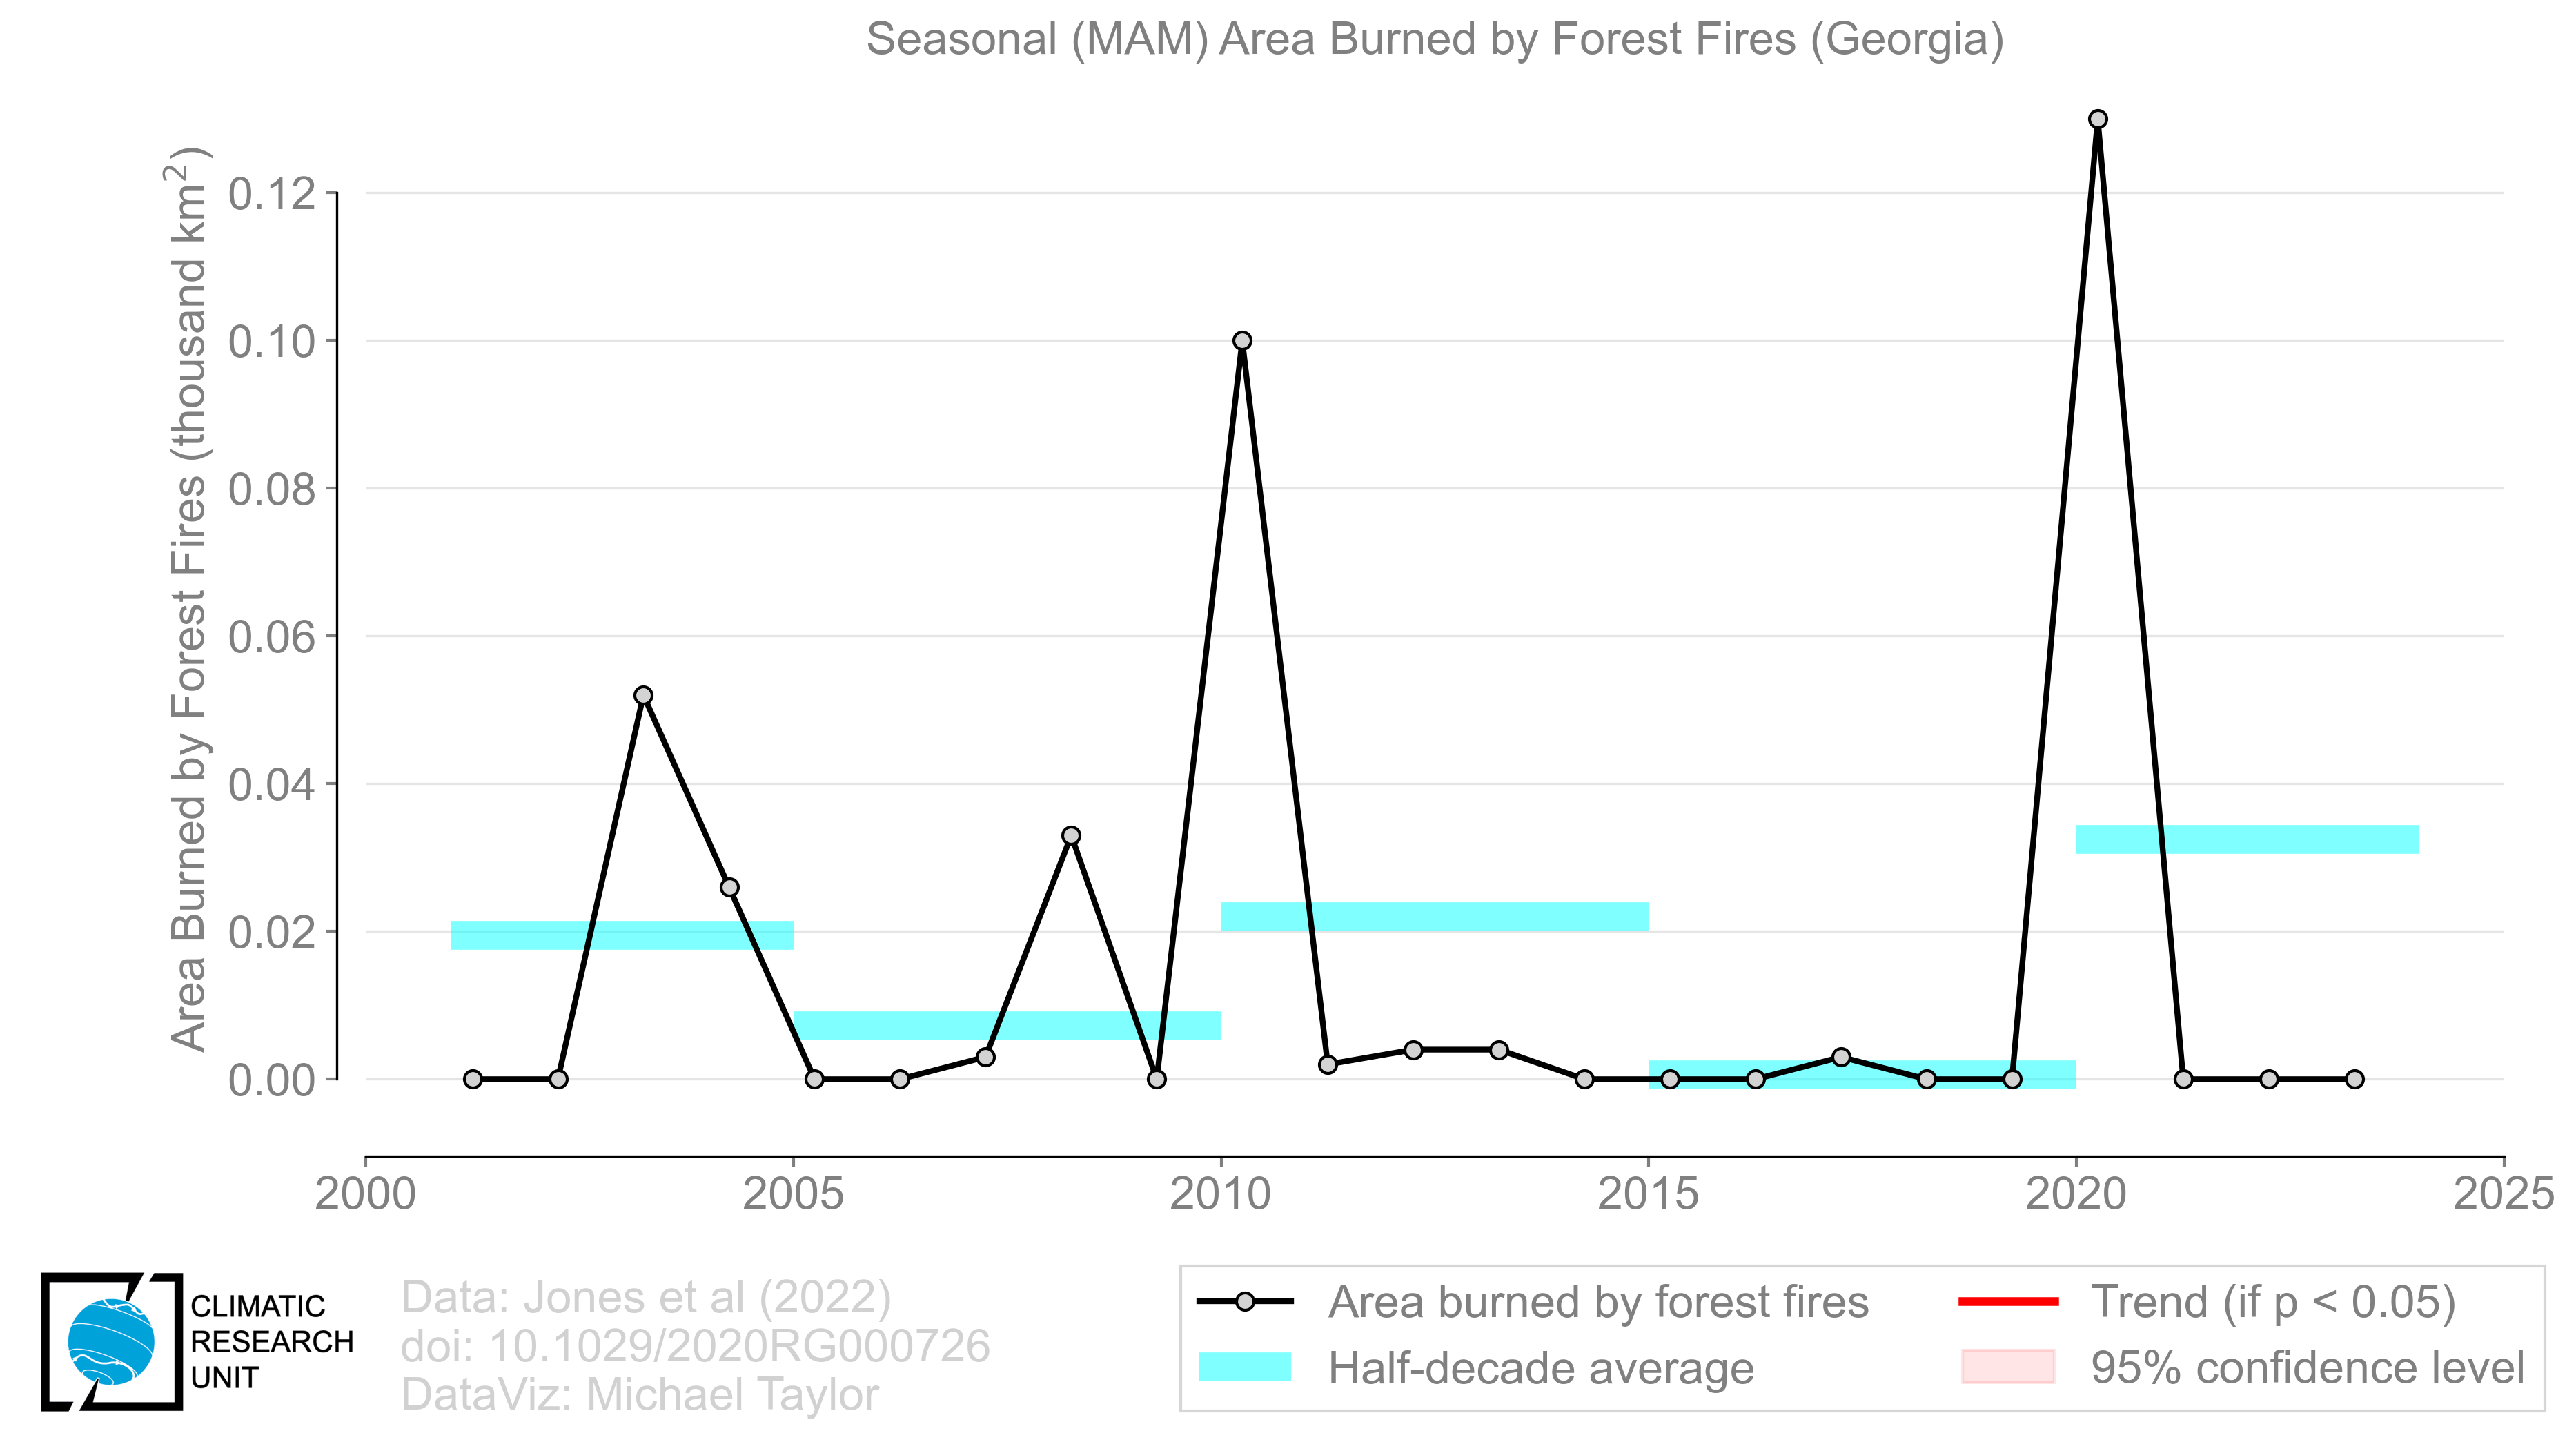 Seasonal (MAM) Area Burned by Forest Fires (Georgia)
Area Burned by Forest Fires (thousand km²)
0.12
0.10
0.08
0.06
0.04
0.02
0.00
2000
2005
2010
2015
2020
2025
CLIMATIC
RESEARCH
UNIT
Data: Jones et al (2022)
doi: 10.1029/2020RG000726
DataViz: Michael Taylor
Area burned by forest fires
Half-decade average
Trend (if p < 0.05)
95% confidence level